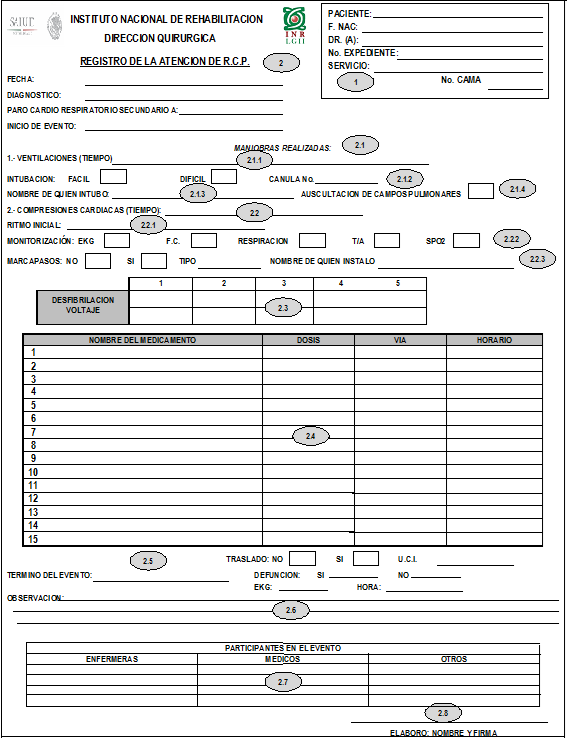 SALUD
INSTITUTO NACIONAL DE REHABILITACION
DIRECCION QUIRURGICA
INR
LGII
REGISTRO DE LA ATENCION DE R.C.P. 2
PACIENTE:
F. NAC:
DR. (A):
No. EXPEDIENTE:
SERVICIO:
1 No. CAMA
FECHA:
DIAGNOSTICO:
PARO CARDIO RESPIRATORIO SECUNDARIO A:
INICIO DE EVENTO:
MANIOBRAS REALIZADAS: 2.1
1.- VENTILACIONES (TIEMPO) 2.1.1
INTUBACION: FACIL DIFICIL CANULA No. 2.1.2
NOMBRE DE QUIEN INTUBO: 2.1.3 AUSCULTACION DE CAMPOS PULMONARES 2.1.4
2.- COMPRESIONES CARDIACAS (TIEMPO): 2.2
RITMO INICIAL: 2.2.1
MONITORIZACIÓN: EKG F.C. RESPIRACION T/A SPO2 2.2.2
MARCAPASOS: NO SI TIPO NOMBRE DE QUIEN INSTALO 2.2.3
1 2 3 4 5
DESFIBRILACION
VOLTAJE 2.3
NOMBRE DEL MEDICAMENTO DOSIS VIA HORARIO
1
2
3
4
5
6
7 2.4
8
9
10
11
12
13
14
15
2.5 TRASLADO: NO SI U.C.I.
TERMINO DEL EVENTO: DEFUNCION: SI NO
EKG: HORA:
OBSERVACION:
2.6
PARTICIPANTES EN EL EVENTO
ENFERMERAS MEDICOS OTROS
2.7
2.8
ELABORO: NOMBRE Y FIRMA